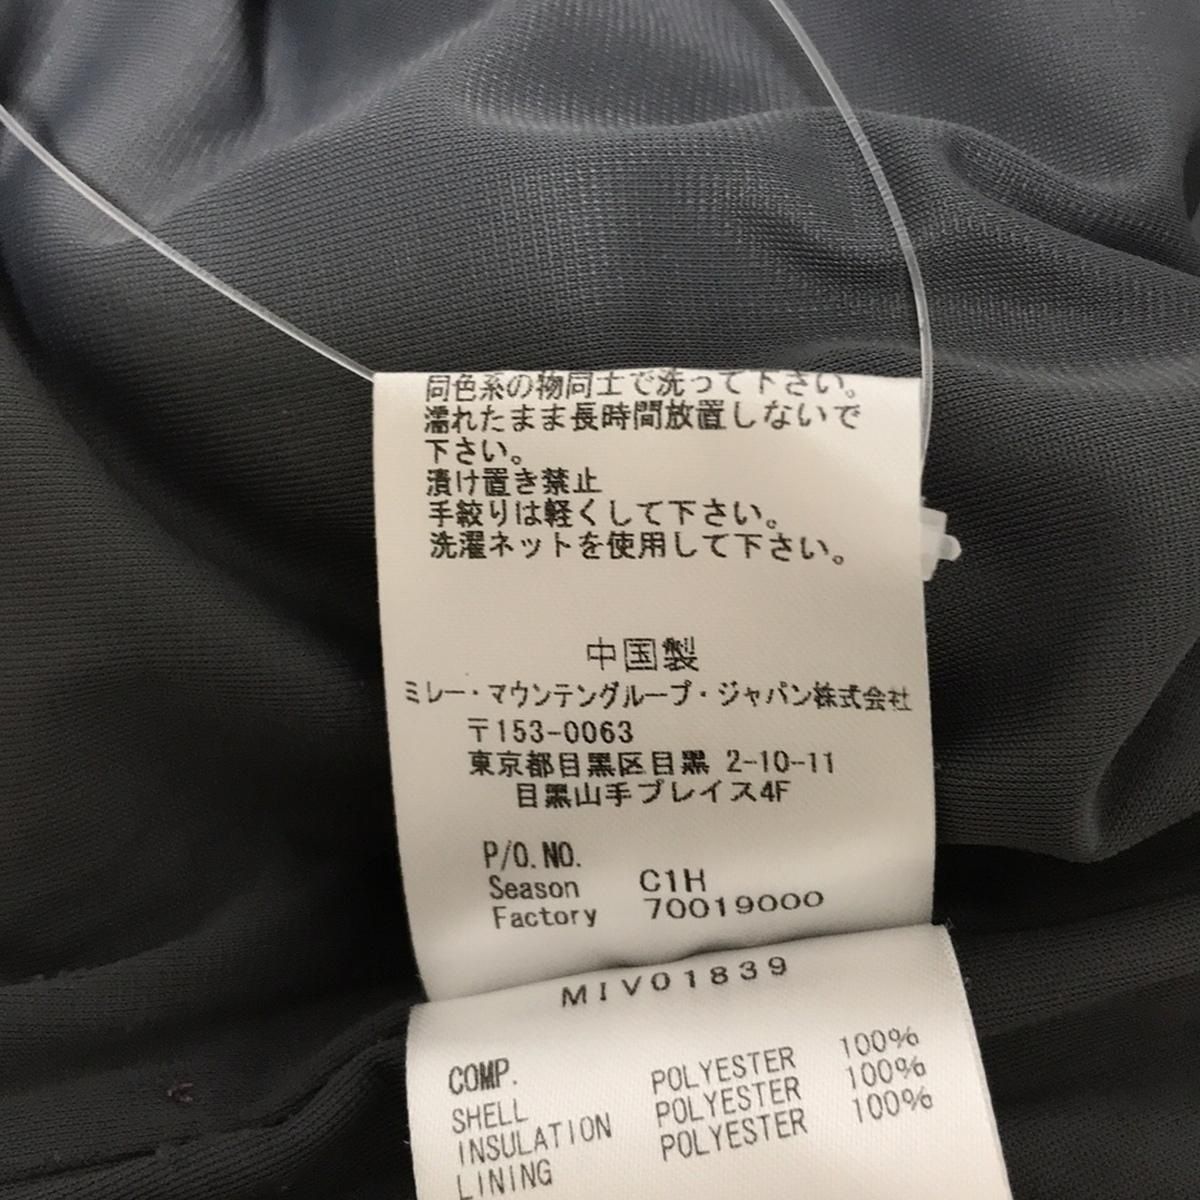 同色系の物同士で洗って下さい。
濡れたまま長時間放置しないで
下さい。
漬け置き禁止
手絞りは軽くして下さい。
洗濯ネットを使用して下さい。
中国製
ミレー・マウンテングループ・ジャパン株式会社
〒153-0063
東京都目黒区目黒 2-10-11
目黒山手プレイス4F
P/O.NO.
Season C1H
Factory 70019000
MIV01839
COMP.
SHELL POLYESTER 100%
INSULATION POLYESTER 100%
LINING POLYESTER 100%